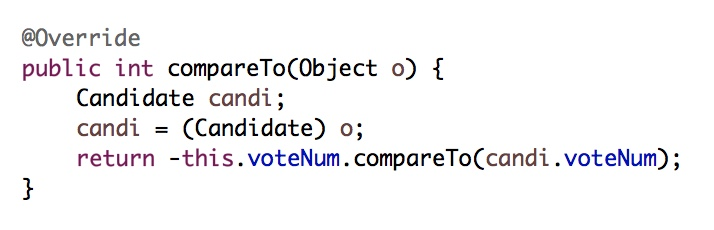 @Override
public int compareTo(Object o) {
    Candidate candi;
    candi = (Candidate) o;
    return -this.voteNum.compareTo(candi.voteNum);
}